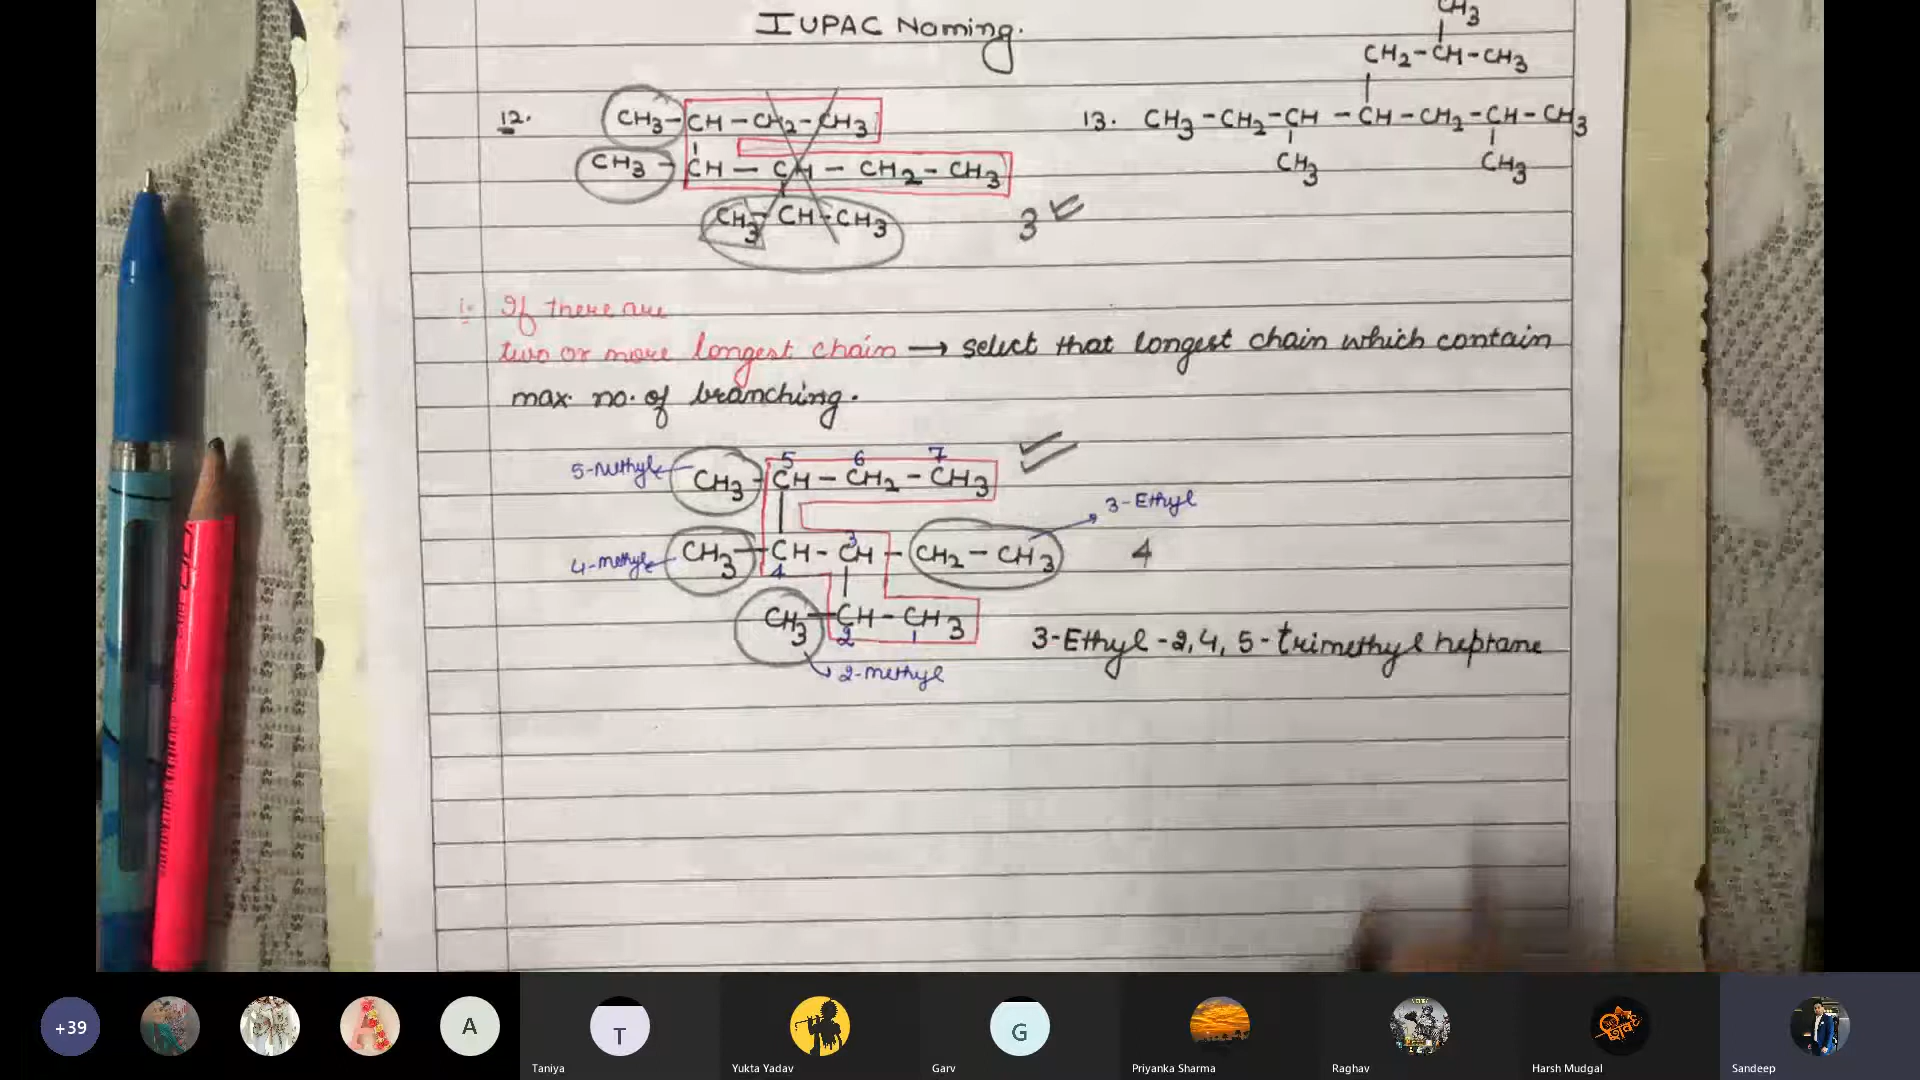 IUPAC Naming.
CH3
CH2-CH-CH3
12. CH3-CH-CH2-CH3
13. CH3-CH2-CH-CH-CH2-CH-CH3
CH3-CH-CH-CH2-CH3
CH3 CH3
CH3-CH-CH3
3
If there are
two or more longest chain → select that longest chain which contain
max. no. of branching.
5 6 7
5-Methyl CH3-CH-CH2-CH3
3-Ethyl
3
4-methyl CH3-CH-CH-CH2-CH3 4
4
CH3-CH-CH3
2 1
3-Ethyl-2,4,5-trimethyl heptane
2-methyl
+39
A
T
G
Taniya
Yukta Yadav
Garv
Priyanka Sharma
Raghav
Harsh Mudgal
Sandeep